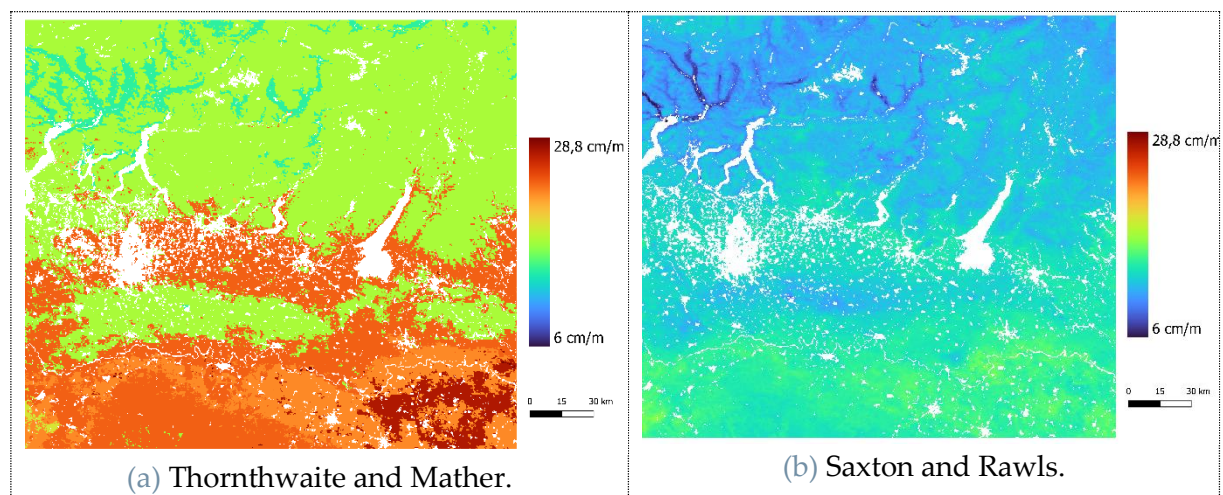 28,8 cm/m
6 cm/m
0 15 30 km
(a) Thornthwaite and Mather.
28,8 cm/m
6 cm/m
0 15 30 km
(b) Saxton and Rawls.